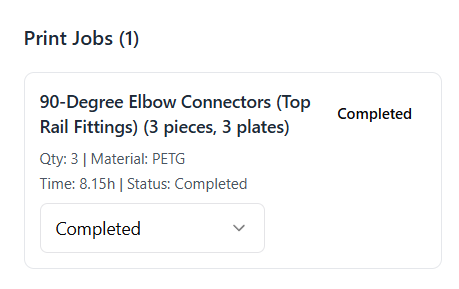 Print Jobs (1)
90-Degree Elbow Connectors (Top
Rail Fittings) (3 pieces, 3 plates)
Completed
Qty: 3 | Material: PETG
Time: 8.15h | Status: Completed
Completed